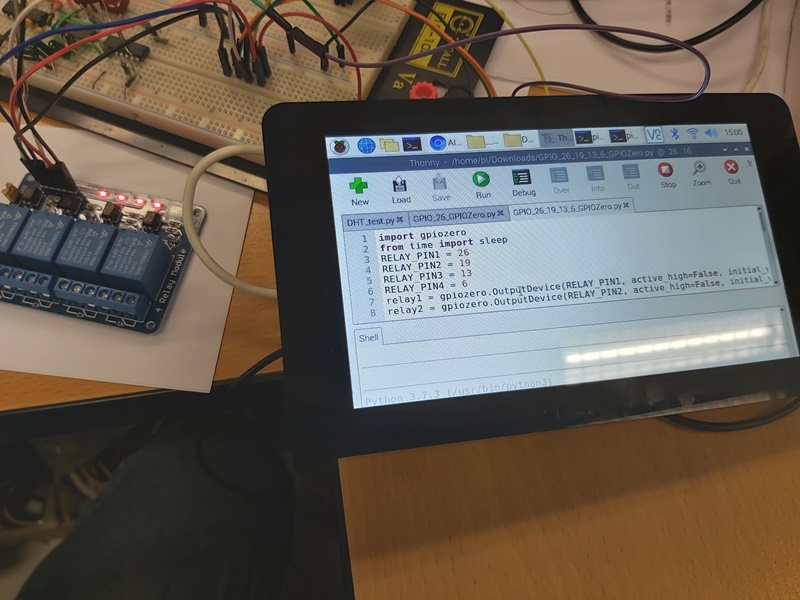 CALL
Va
15:00
Thonny - /home/pi/Downloads/GPIO_26_19_13_6_GPIOZero.py @ 26:16
New
Load
Save
Run
Debug
Over
Into
Out
Stop
Zoom
Quit
DHT_test.py
GPIO_26_GPIOZero.py
GPIO_26_19_13_6_GPIOZero.py
1 import gpiozero
2 from time import sleep
3 RELAY_PIN1 = 26
4 RELAY_PIN2 = 19
5 RELAY_PIN3 = 13
6 RELAY_PIN4 = 6
7 relay1 = gpiozero.OutputDevice(RELAY_PIN1, active_high=False, initial_
8 relay2 = gpiozero.OutputDevice(RELAY_PIN2, active_high=False, initial_
Shell
Python 3.7.3 (/usr/bin/python3)
4 Relay Module